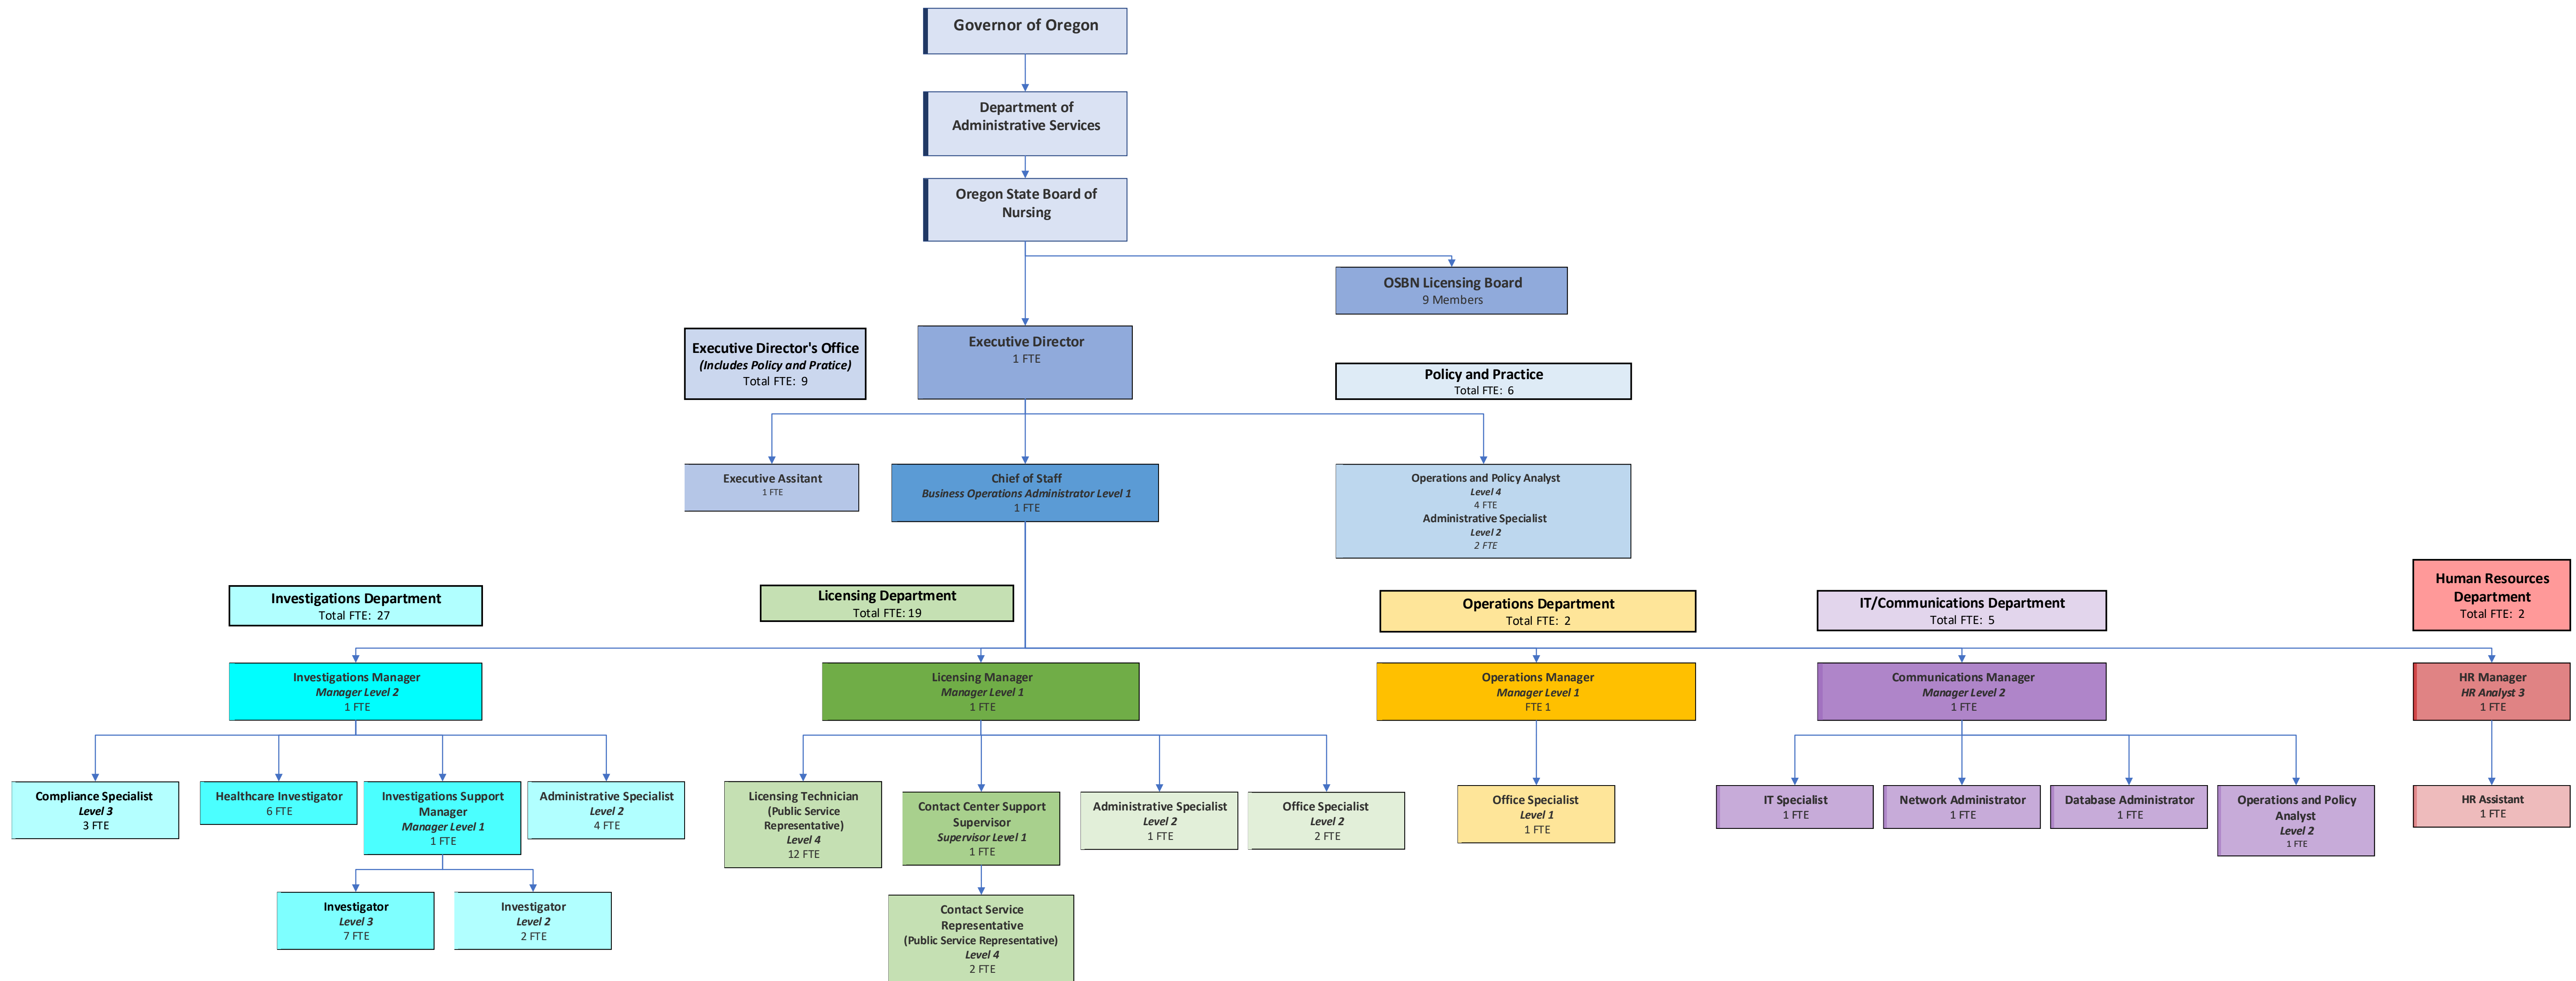 Governor of Oregon
Department of
Administrative Services
Oregon State Board of
Nursing
OSBN Licensing Board
9 Members
Executive Director's Office
(Includes Policy and Pratice)
Total FTE: 9
Executive Director
1 FTE
Policy and Practice
Total FTE: 6
Executive Assitant
1 FTE
Chief of Staff
Business Operations Administrator Level 1
1 FTE
Operations and Policy Analyst
Level 4
4 FTE
Administrative Specialist
Level 2
2 FTE
Investigations Department
Total FTE: 27
Licensing Department
Total FTE: 19
Operations Department
Total FTE: 2
IT/Communications Department
Total FTE: 5
Human Resources
Department
Total FTE: 2
Investigations Manager
Manager Level 2
1 FTE
Licensing Manager
Manager Level 1
1 FTE
Operations Manager
Manager Level 1
FTE 1
Communications Manager
Manager Level 2
1 FTE
HR Manager
HR Analyst 3
1 FTE
Compliance Specialist
Level 3
3 FTE
Healthcare Investigator
6 FTE
Investigations Support
Manager
Manager Level 1
1 FTE
Administrative Specialist
Level 2
4 FTE
Licensing Technician
(Public Service
Representative)
Level 4
12 FTE
Contact Center Support
Supervisor
Supervisor Level 1
1 FTE
Administrative Specialist
Level 2
1 FTE
Office Specialist
Level 2
2 FTE
Office Specialist
Level 1
1 FTE
IT Specialist
1 FTE
Network Administrator
1 FTE
Database Administrator
1 FTE
Operations and Policy
Analyst
Level 2
1 FTE
HR Assistant
1 FTE
Investigator
Level 3
7 FTE
Investigator
Level 2
2 FTE
Contact Service
Representative
(Public Service Representative)
Level 4
2 FTE